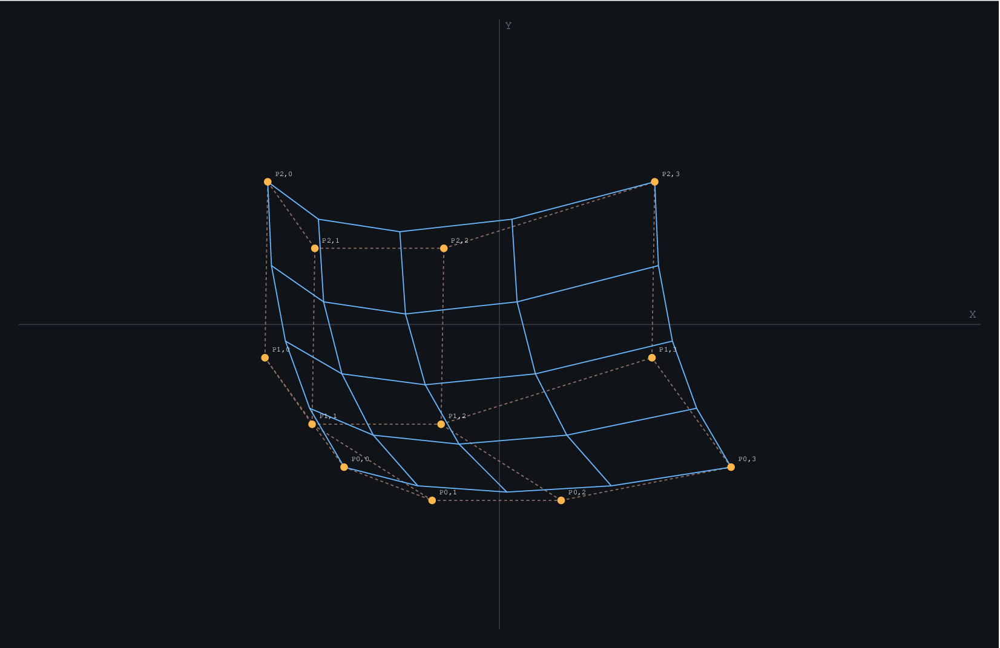 Y
P2,0
P2,3
P2,1
P2,2
X
P1,0
P1,3
P1,1
P1,2
P0,0
P0,3
P0,1
P0,2